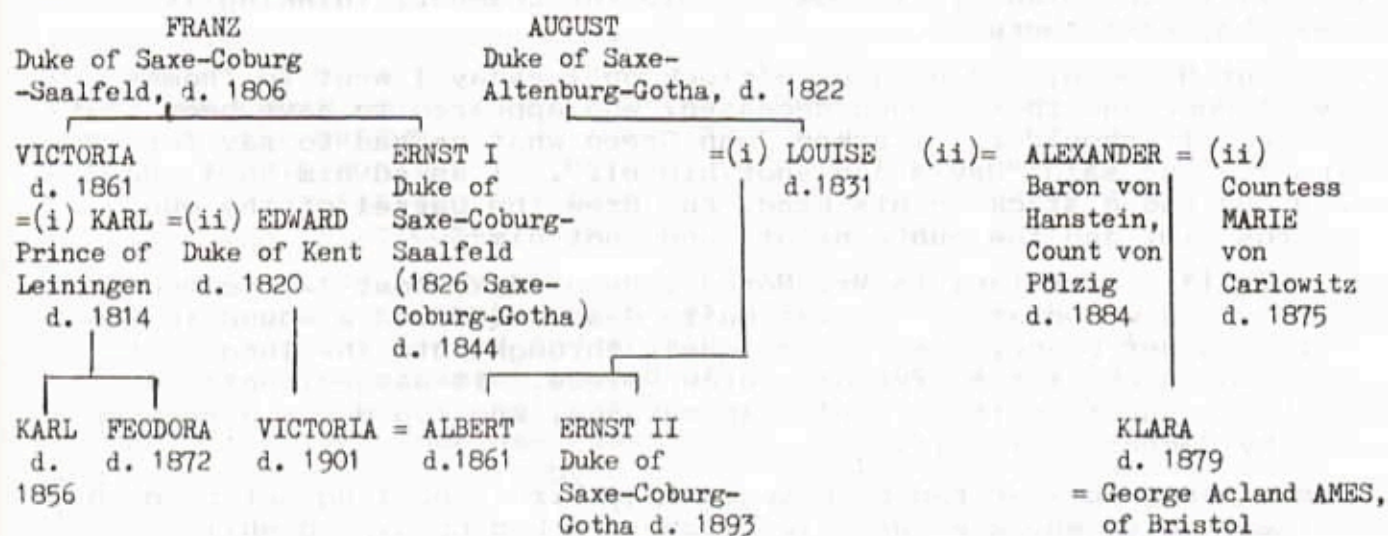 FRANZ AUGUST
Duke of Saxe-Coburg Duke of Saxe-
-Saalfeld, d. 1806 Altenburg-Gotha, d. 1822
VICTORIA ERNST I =(i) LOUISE (ii)= ALEXANDER = (ii)
d. 1861 Duke of d.1831 Baron von Countess
=(i) KARL =(ii) EDWARD Saxe-Coburg- Hanstein, MARIE
Prince of Duke of Kent Saalfeld Count von von
Leiningen d. 1820 (1826 Saxe- Pölzig Carlowitz
d. 1814 Coburg-Gotha) d. 1884 d. 1875
d. 1844
KARL FEODORA VICTORIA = ALBERT ERNST II KLARA
d. d. 1872 d. 1901 d.1861 Duke of d. 1879
1856 Saxe-Coburg- = George Acland AMES,
Gotha d. 1893 of Bristol